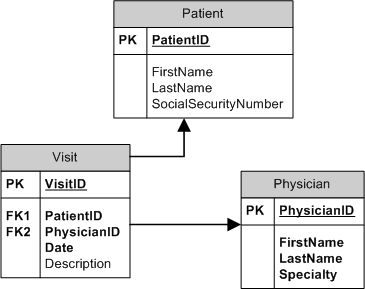 Patient
PK PatientID
FirstName
LastName
SocialSecurityNumber
Visit
PK VisitID
FK1 PatientID
FK2 PhysicianID
Date
Description
Physician
PK PhysicianID
FirstName
LastName
Specialty